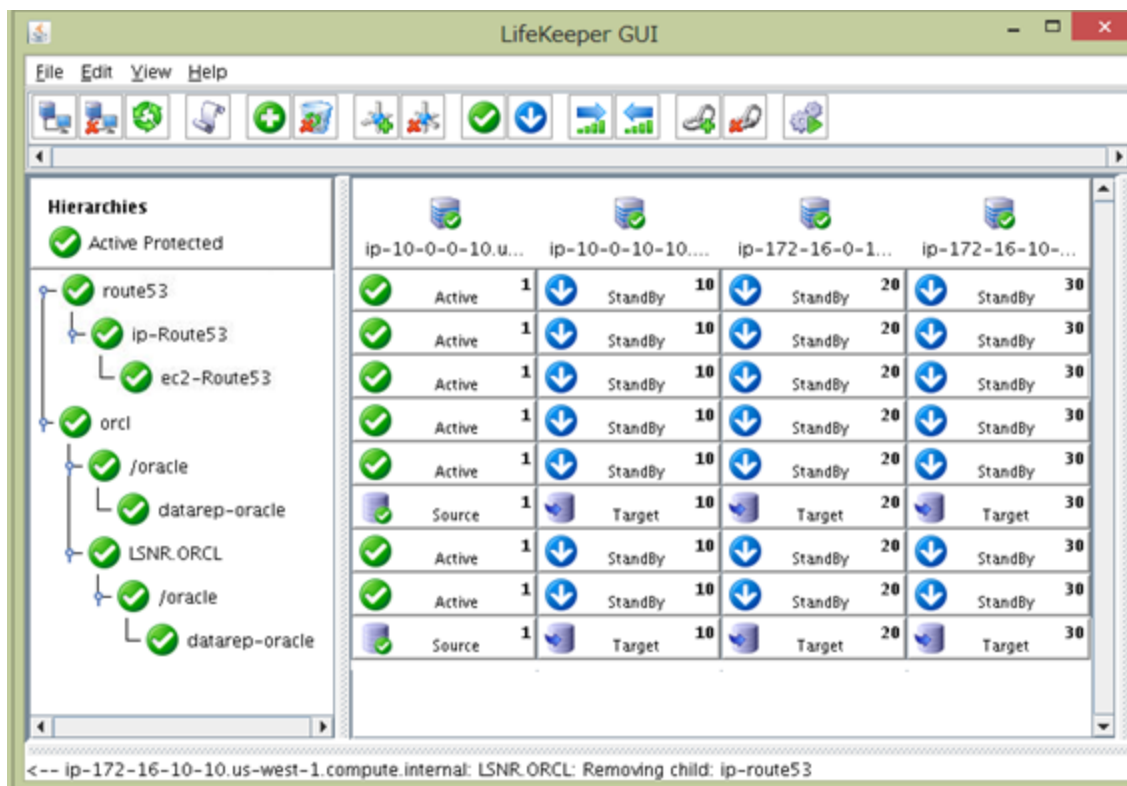 LifeKeeper GUI
File Edit View Help
Hierarchies
Active Protected
ip-10-0-0-10.u... ip-10-0-10-10.... ip-172-16-0-1... ip-172-16-10-...
route53 Active 1 StandBy 10 StandBy 20 StandBy 30
ip-Route53 Active 1 StandBy 10 StandBy 20 StandBy 30
ec2-Route53 Active 1 StandBy 10 StandBy 20 StandBy 30
orcl Active 1 StandBy 10 StandBy 20 StandBy 30
/oracle Active 1 StandBy 10 StandBy 20 StandBy 30
datarep-oracle Source 1 Target 10 Target 20 Target 30
LSNR.ORCL Active 1 StandBy 10 StandBy 20 StandBy 30
/oracle Active 1 StandBy 10 StandBy 20 StandBy 30
datarep-oracle Source 1 Target 10 Target 20 Target 30
<-- ip-172-16-10-10.us-west-1.compute.internal: LSNR.ORCL: Removing child: ip-route53